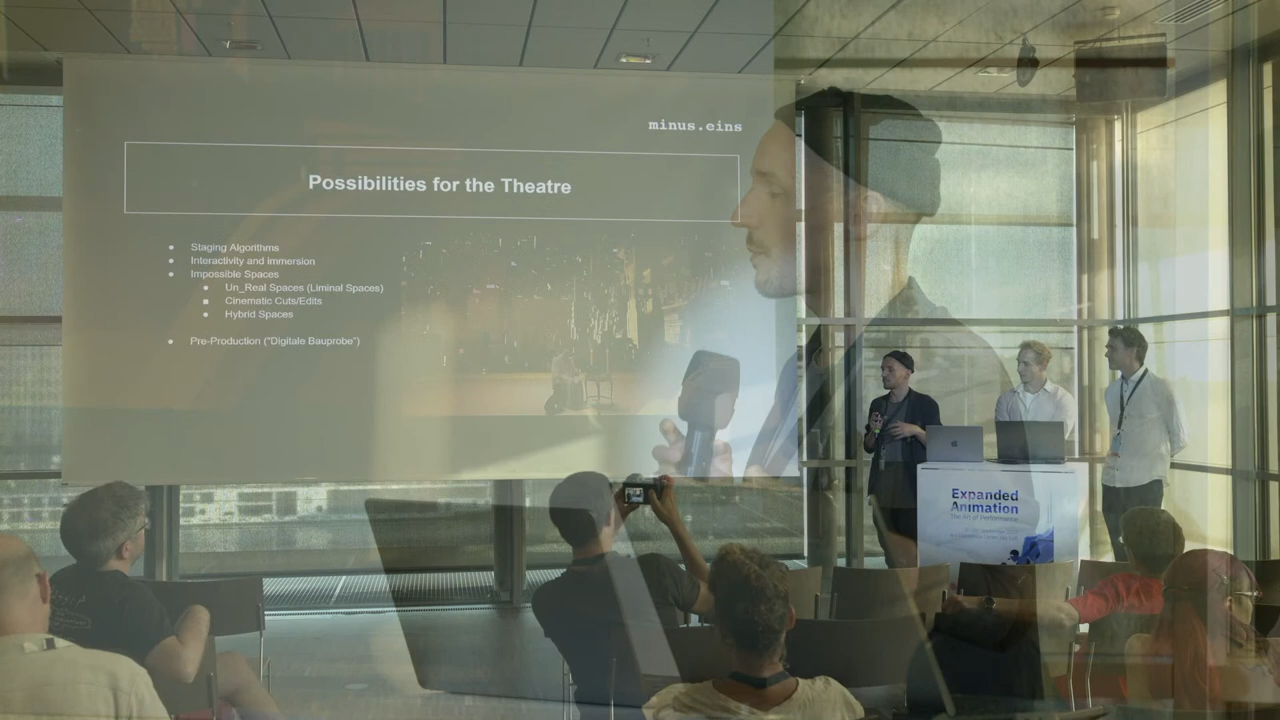 minus.eins
Possibilities for the Theatre
Staging Algorithms
Interactivity and immersion
Impossible Spaces
Un_Real Spaces (Liminal Spaces)
Cinematic Cuts/Edits
Hybrid Spaces
Pre-Production ("Digitale Bauprobe")
Expanded
Animation
The Art of Performance